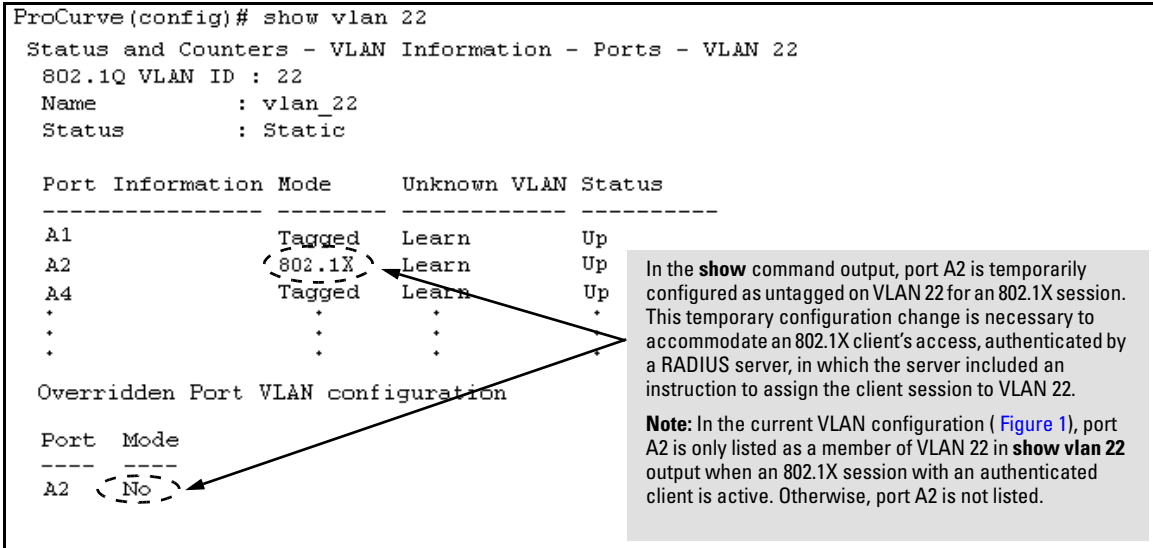 ProCurve(config)# show vlan 22
Status and Counters - VLAN Information - Ports - VLAN 22
802.1Q VLAN ID : 22
Name : vlan_22
Status : Static
Port Information Mode Unknown VLAN Status
---------------- -------- ------------ ----------
A1 Tagged Learn Up
A2 802.1X Learn Up
A4 Tagged Learn Up
. . . .
. . . .
. . . .
Overridden Port VLAN configuration
Port Mode
---- ----
A2 No
In the show command output, port A2 is temporarily
configured as untagged on VLAN 22 for an 802.1X session.
This temporary configuration change is necessary to
accommodate an 802.1X client's access, authenticated by
a RADIUS server, in which the server included an
instruction to assign the client session to VLAN 22.
Note: In the current VLAN configuration ( Figure 1), port
A2 is only listed as a member of VLAN 22 in show vlan 22
output when an 802.1X session with an authenticated
client is active. Otherwise, port A2 is not listed.